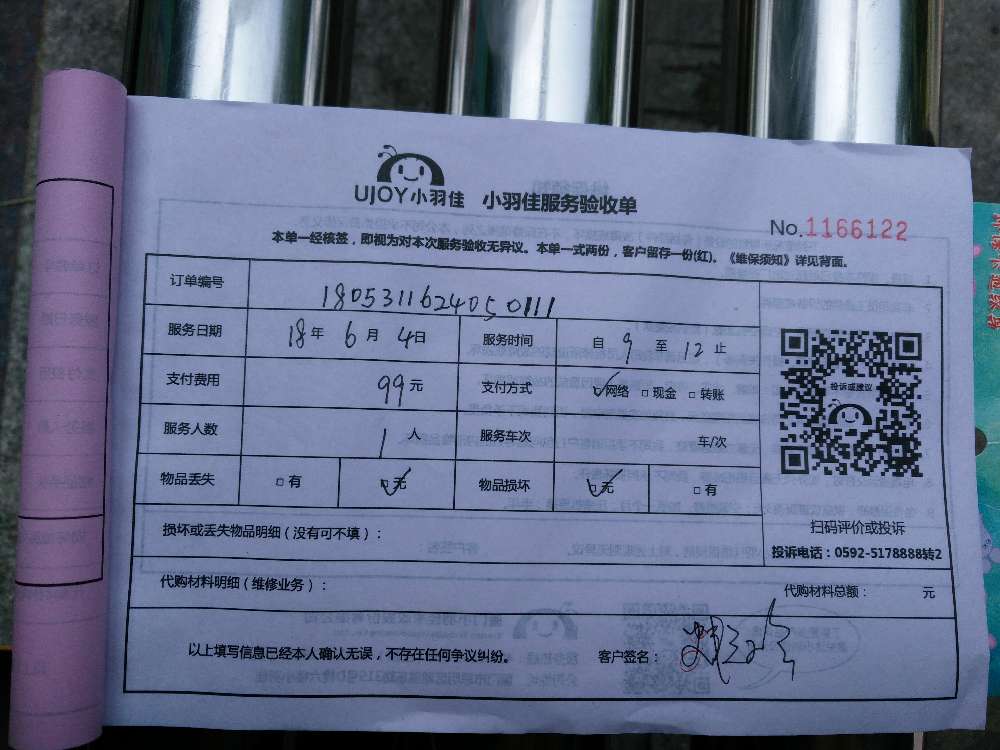 UJOY小羽佳 小羽佳服务验收单
No.1166122
本单一经核签，即视为对本次服务验收无异议。本单一式两份，客户留存一份(红)。《维保须知》详见背面。
订单编号 180531162405 0111
服务日期 18年 6月 4日 服务时间 自 9 至 12 止
支付费用 99元 支付方式 ☑网络 □现金 □转账
服务人数 1人 服务车次 车/次
物品丢失 □有 ☑无 物品损坏 ☑无 □有
投诉或建议
扫码评价或投诉
投诉电话：0592-5178888转2
损坏或丢失物品明细（没有可不填）：
代购材料明细（维修业务）： 代购材料总额： 元
以上填写信息已经本人确认无误，不存在任何争议纠纷。 客户签名：